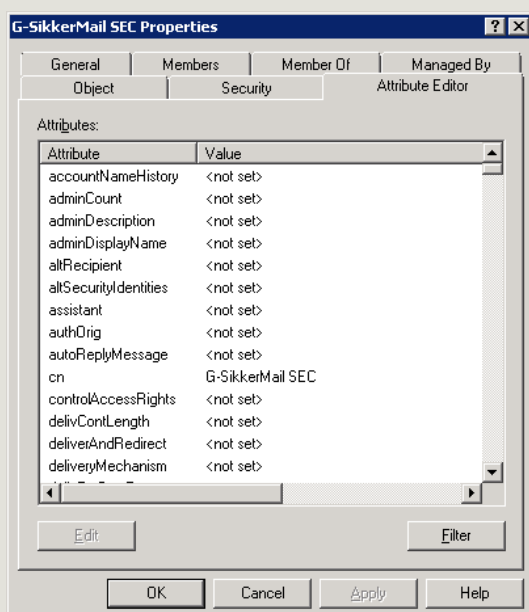 G-SikkerMail SEC Properties
General Members Member Of Managed By
Object Security Attribute Editor
Attributes:
Attribute Value
accountNameHistory <not set>
adminCount <not set>
adminDescription <not set>
adminDisplayName <not set>
altRecipient <not set>
altSecurityIdentities <not set>
assistant <not set>
authOrig <not set>
autoReplyMessage <not set>
cn G-SikkerMail SEC
controlAccessRights <not set>
delivContLength <not set>
deliverAndRedirect <not set>
deliveryMechanism <not set>
Edit Filter
OK Cancel Apply Help